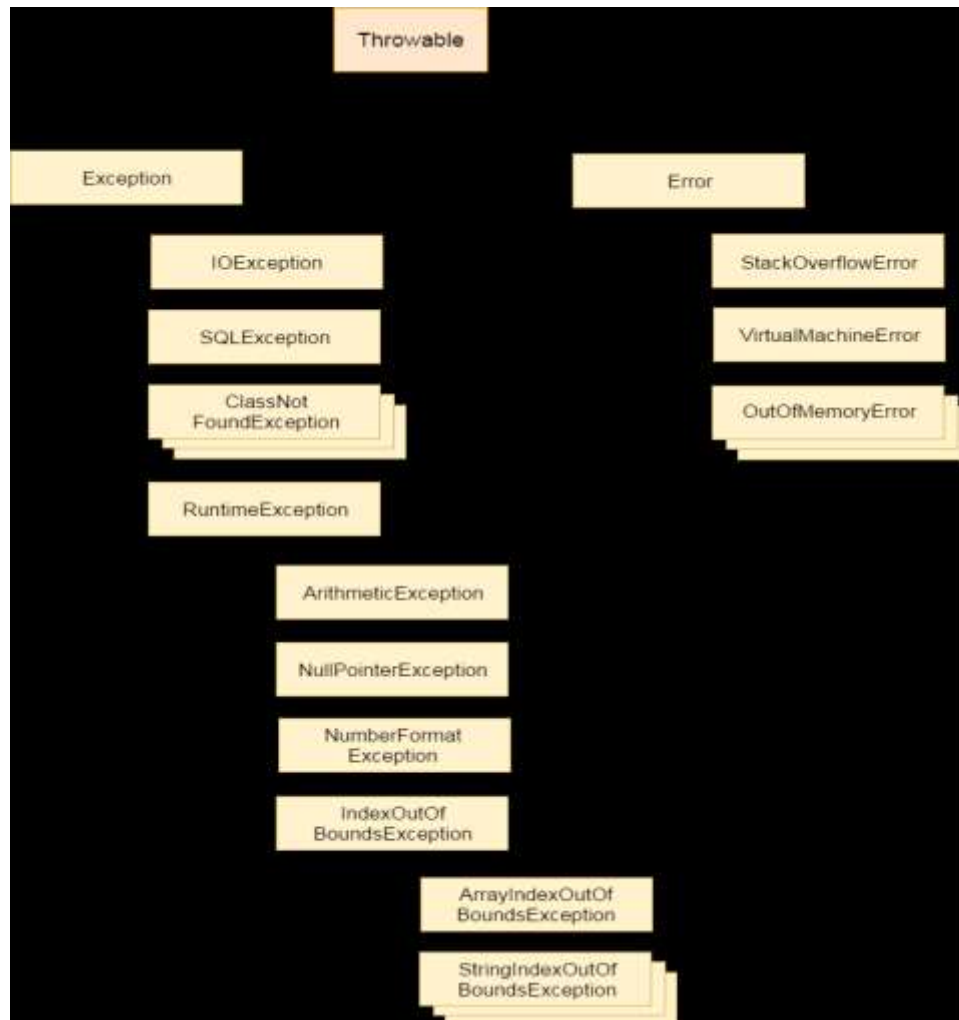 Throwable
Exception
Error
IOException
StackOverflowError
SQLException
VirtualMachineError
ClassNot
FoundException
OutOfMemoryError
RuntimeException
ArithmeticException
NullPointerException
NumberFormat
Exception
IndexOutOf
BoundsException
ArrayIndexOutOf
BoundsException
StringIndexOutOf
BoundsException